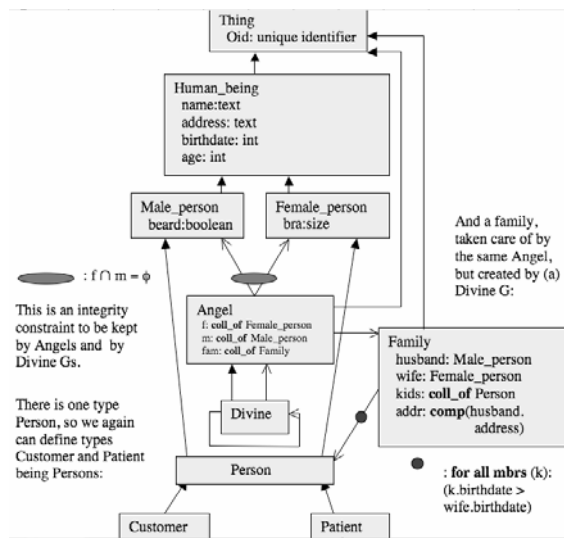 Thing
Oid: unique identifier
Human_being
name:text
address: text
birthdate: int
age: int
Male_person
beard:boolean
Female_person
bra:size
And a family,
taken care of by
the same Angel,
but created by (a)
Divine G:
: f ∩ m = ϕ
This is an integrity
constraint to be kept
by Angels and by
Divine Gs.
Angel
f: coll_of Female_person
m: coll_of Male_person
fam: coll_of Family
Family
husband: Male_person
wife: Female_person
kids: coll_of Person
addr: comp(husband.
address)
There is one type
Person, so we again
can define types
Customer and Patient
being Persons:
Divine
Person
: for all mbrs (k):
(k.birthdate >
wife.birthdate)
Customer
Patient